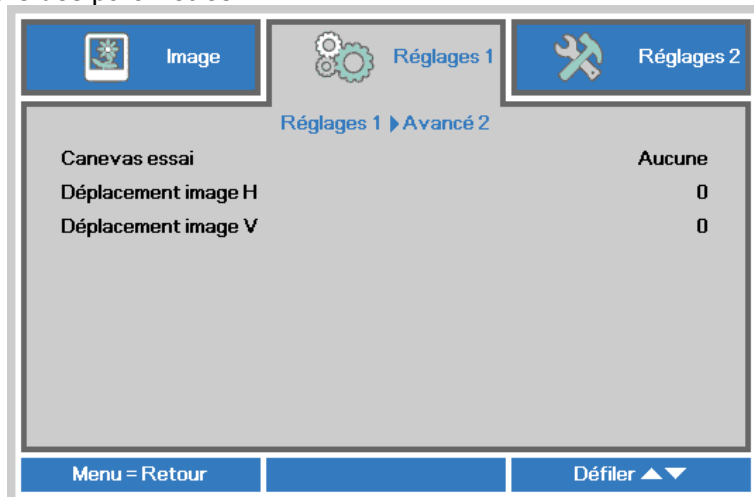 Image
Réglages 1
Réglages 2
Réglages 1 ▶ Avancé 2
Canevas essai Aucune
Déplacement image H 0
Déplacement image V 0
Menu = Retour
Défiler ▲▼